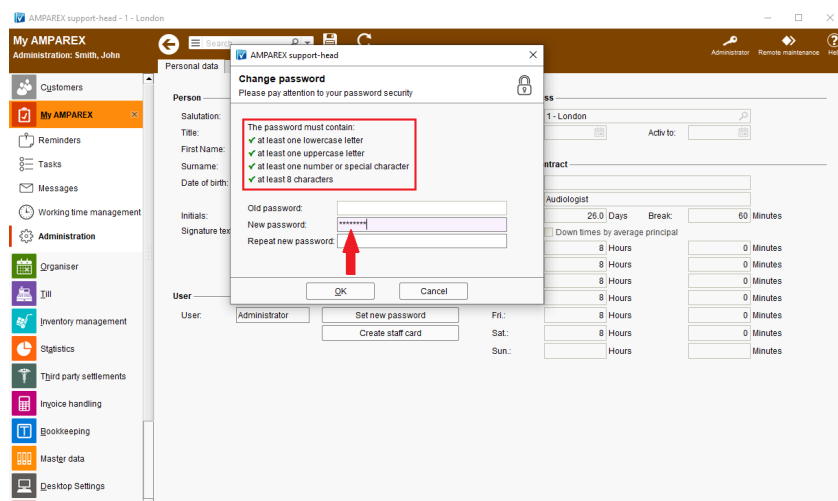 AMPAREX support-head - 1 - London
My AMPAREX
Administration: Smith, John
Search
Administrator
Remote maintenance
Personal data
Customers
My AMPAREX
Reminders
Tasks
Messages
Working time management
Administration
Organiser
Till
Inventory management
Statistics
Third party settlements
Invoice handling
Bookkeeping
Master data
Desktop Settings
AMPAREX support-head
Change password
Please pay attention to your password security
The password must contain:
✓ at least one lowercase letter
✓ at least one uppercase letter
✓ at least one number or special character
✓ at least 8 characters
Old password:
New password: ********
Repeat new password:
OK Cancel
Person
Salutation:
Title:
First Name:
Surname:
Date of birth:
Initials:
Signature tex
1 - London
Activ to:
Audiologist
26.0 Days Break: 60 Minutes
Down times by average principal
8 Hours 0 Minutes
8 Hours 0 Minutes
8 Hours 0 Minutes
8 Hours 0 Minutes
User
User: Administrator Set new password Fri.: 8 Hours 0 Minutes
Create staff card Sat.: 8 Hours 0 Minutes
Sun.: 8 Hours 0 Minutes